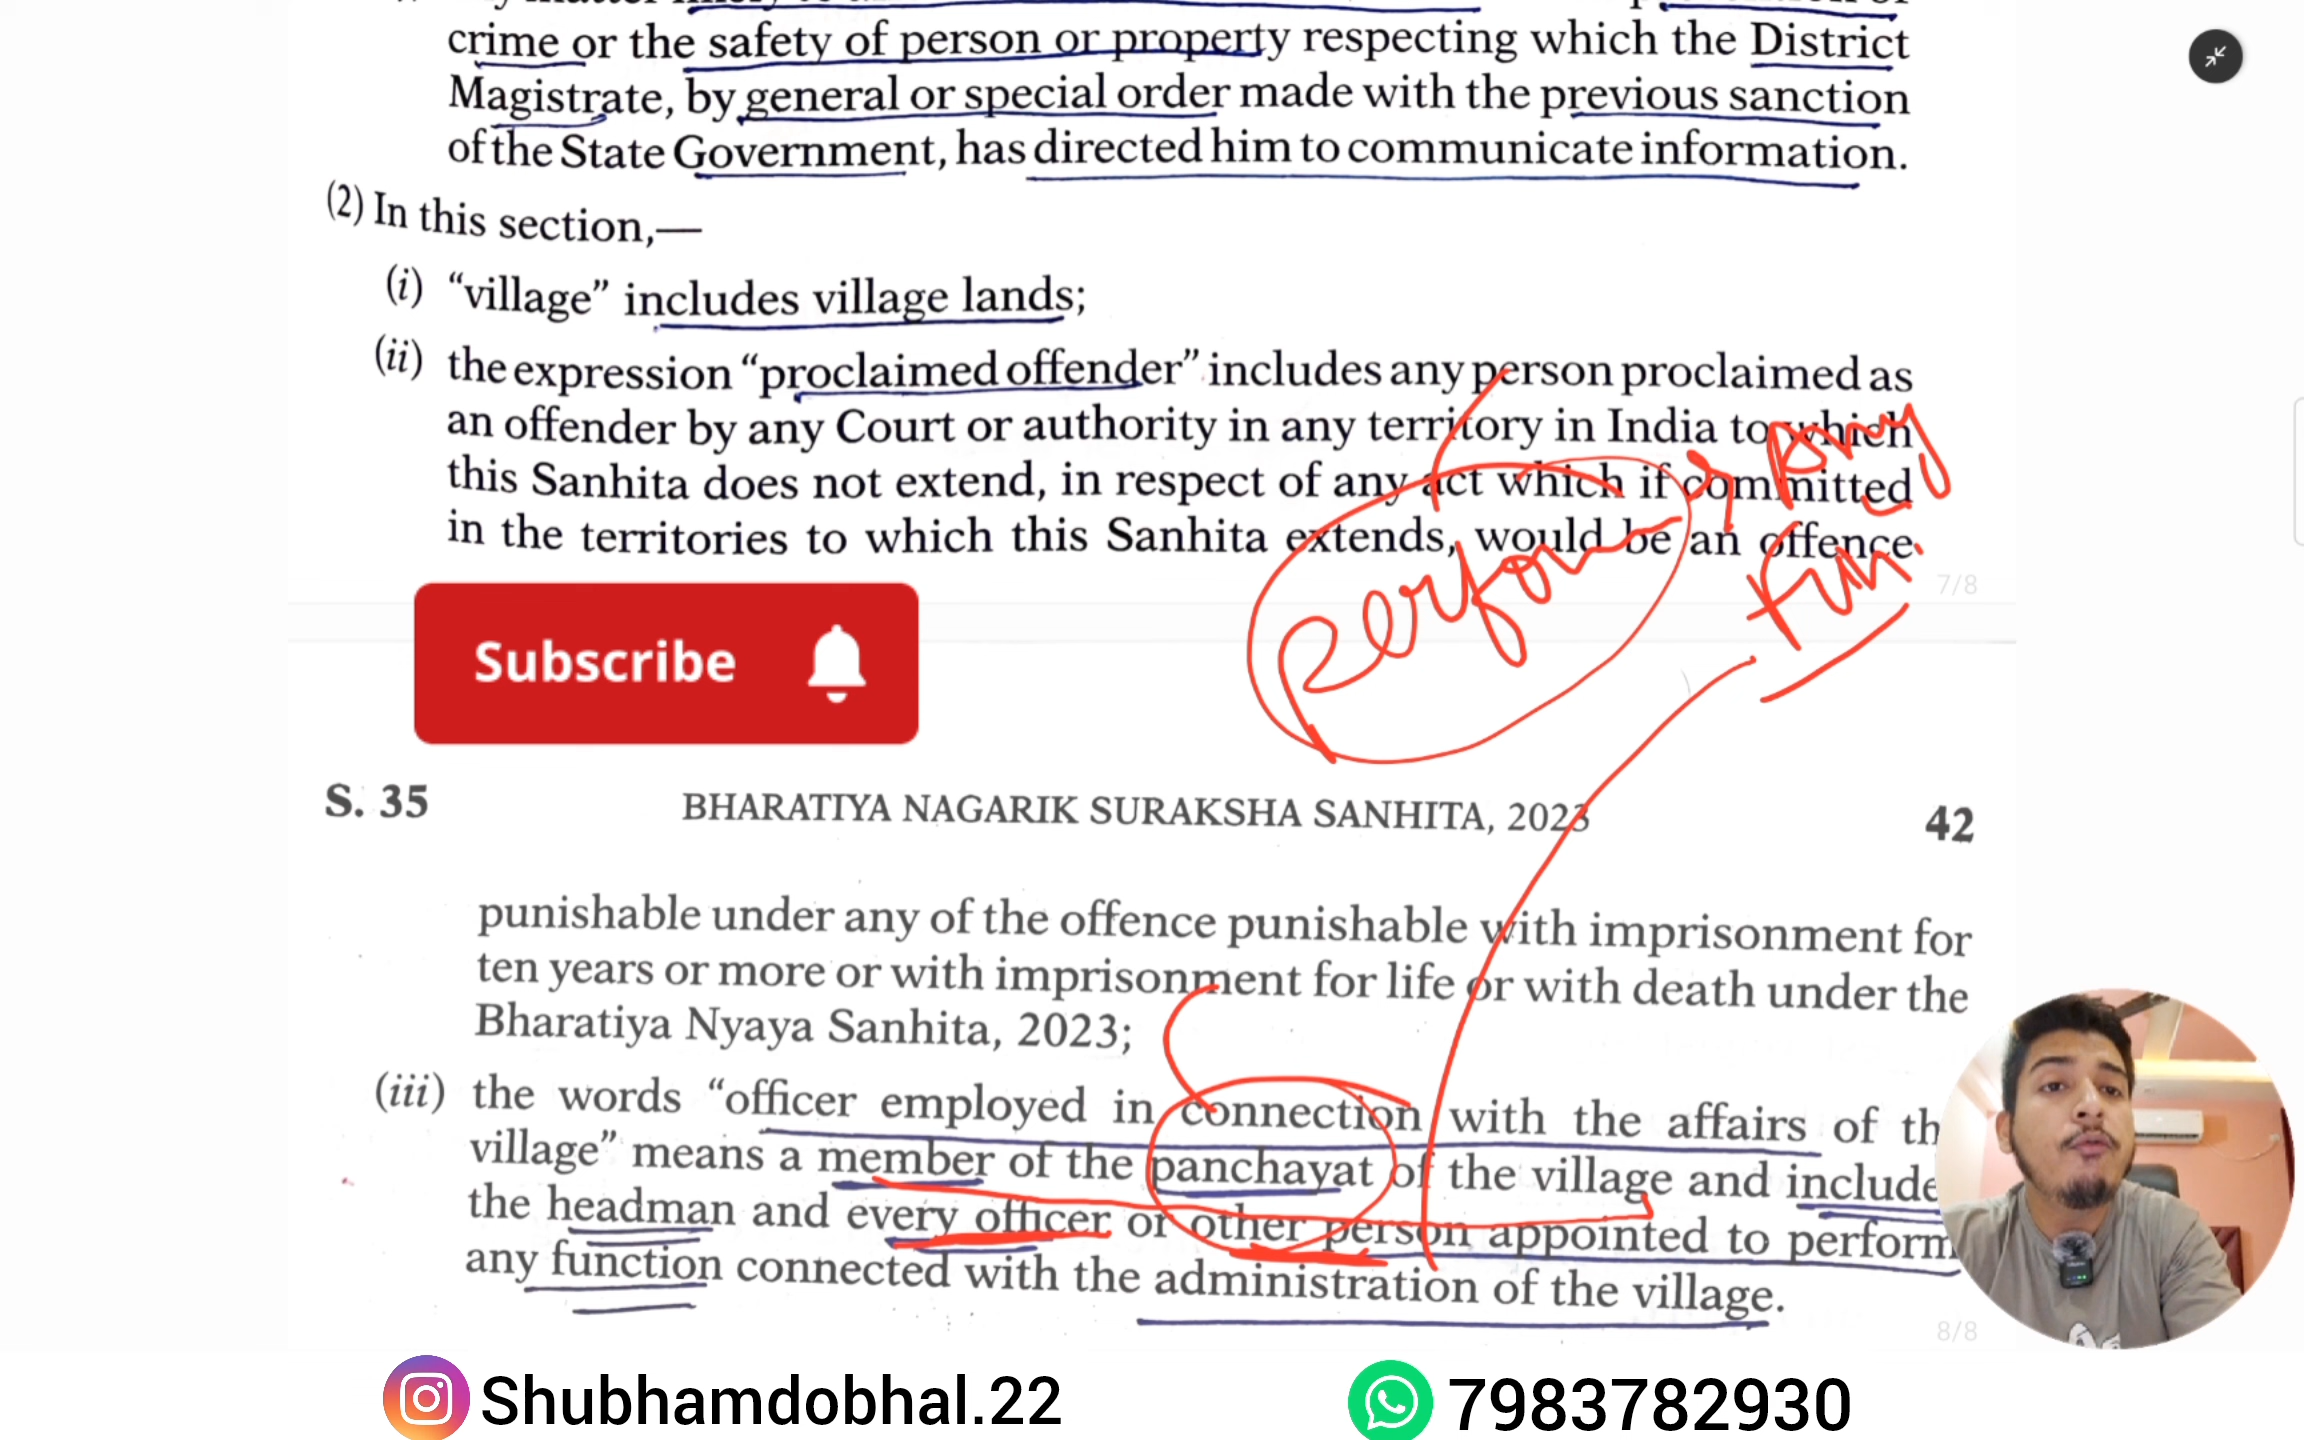 crime or the safety of person or property respecting which the District
Magistrate, by general or special order made with the previous sanction
of the State Government, has directed him to communicate information.
(2) In this section,—
(i) “village” includes village lands;
(ii) the expression “proclaimed offender” includes any person proclaimed as
an offender by any Court or authority in any territory in India to which
this Sanhita does not extend, in respect of any act which if committed
in the territories to which this Sanhita extends, would be an offence
Any
Perform
Fun.
7/8
Subscribe
S. 35 BHARATIYA NAGARIK SURAKSHA SANHITA, 2023 42
punishable under any of the offence punishable with imprisonment for
ten years or more or with imprisonment for life or with death under the
Bharatiya Nyaya Sanhita, 2023;
(iii) the words “officer employed in connection with the affairs of th
village” means a member of the panchayat of the village and include
the headman and every officer or other person appointed to perform
any function connected with the administration of the village.
8/8
Shubhamdobhal.22 7983782930